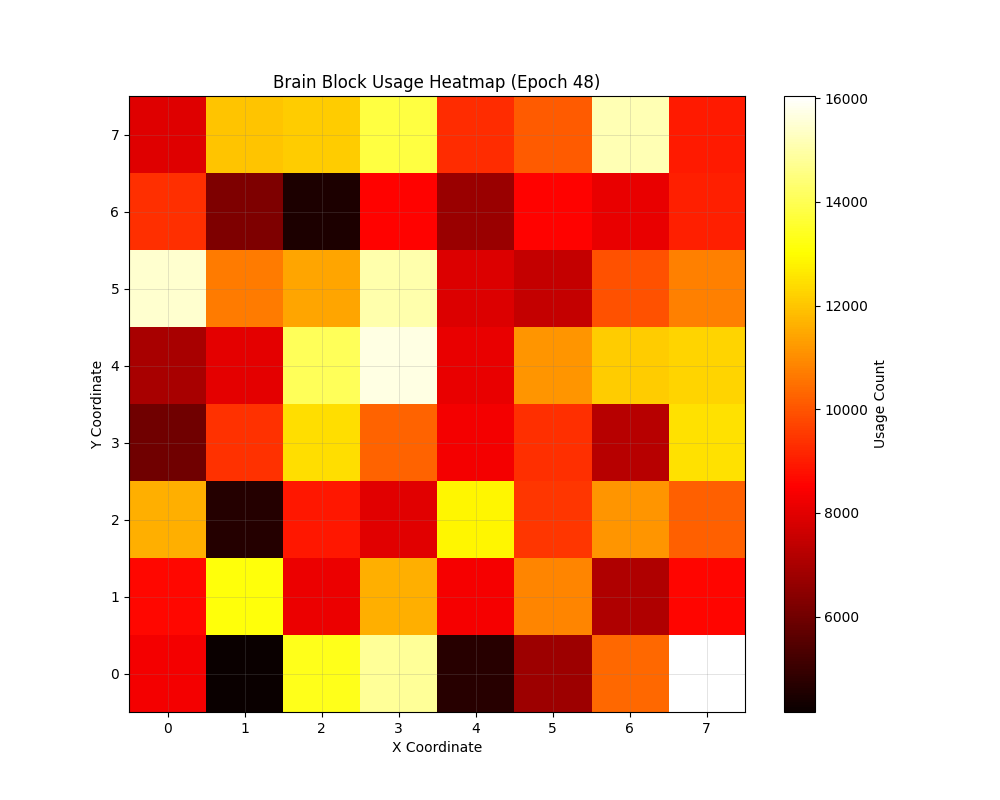 Brain Block Usage Heatmap (Epoch 48)
7
6
5
4
3
2
1
0
Y Coordinate
0 1 2 3 4 5 6 7
X Coordinate
16000
14000
12000
10000
8000
6000
Usage Count